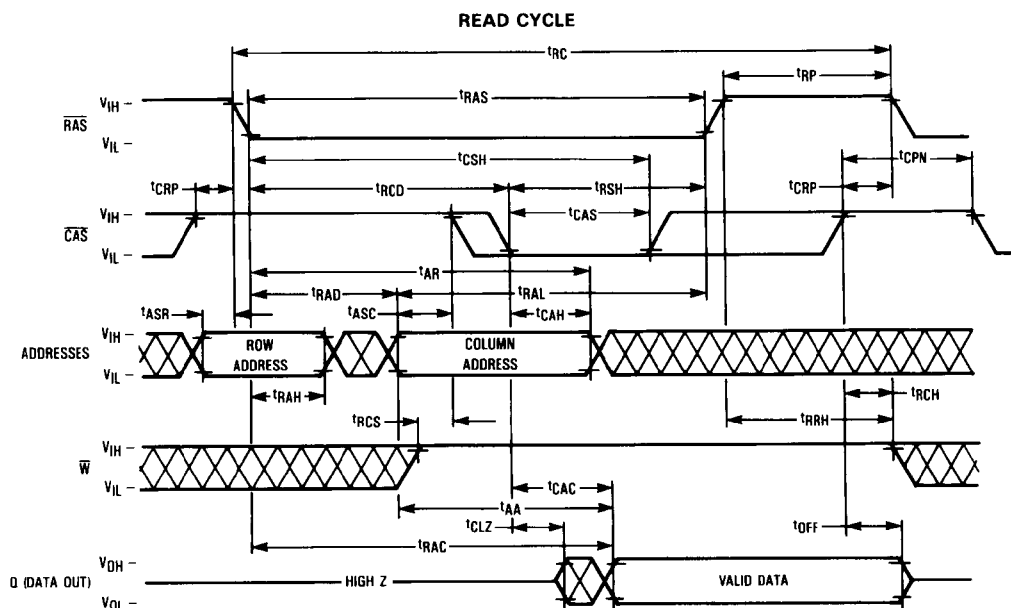 READ CYCLE
tRC
tRP
VIH
tRAS
RAS
VIL
tCSH
tCPN
tCRP
tRCD
tRSH
tCRP
VIH
tCAS
CAS
VIL
tAR
tRAD
tRAL
tASR
tASC
tCAH
VIH
ADDRESSES
ROW ADDRESS
COLUMN ADDRESS
VIL
tRAH
tRCH
tRCS
tRRH
VIH
W
VIL
tCAC
tAA
tCLZ
tOFF
tRAC
VOH
Q (DATA OUT)
HIGH Z
VALID DATA
VOL